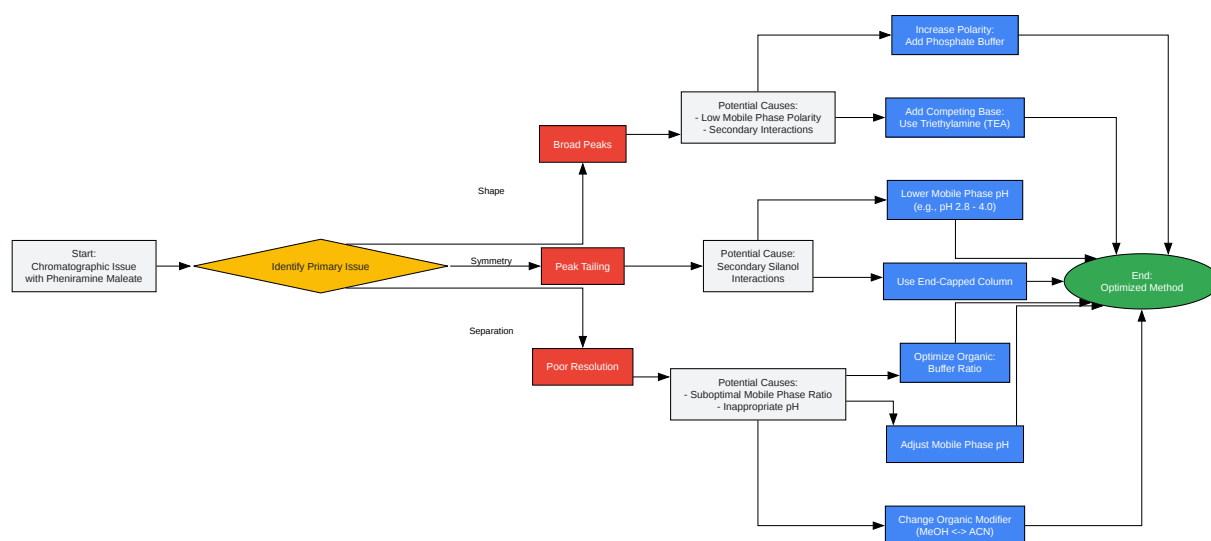 Start:
Chromatographic Issue
with Pheniramine Maleate
Identify Primary Issue
Shape
Symmetry
Separation
Broad Peaks
Peak Tailing
Poor Resolution
Potential Causes:
- Low Mobile Phase Polarity
- Secondary Interactions
Potential Cause:
Secondary Silanol
Interactions
Potential Causes:
- Suboptimal Mobile Phase Ratio
- Inappropriate pH
Increase Polarity:
Add Phosphate Buffer
Add Competing Base:
Use Triethylamine (TEA)
Lower Mobile Phase pH
(e.g., pH 2.8 - 4.0)
Use End-Capped Column
Optimize Organic:
Buffer Ratio
Adjust Mobile Phase pH
Change Organic Modifier
(MeOH <-> ACN)
End:
Optimized Method